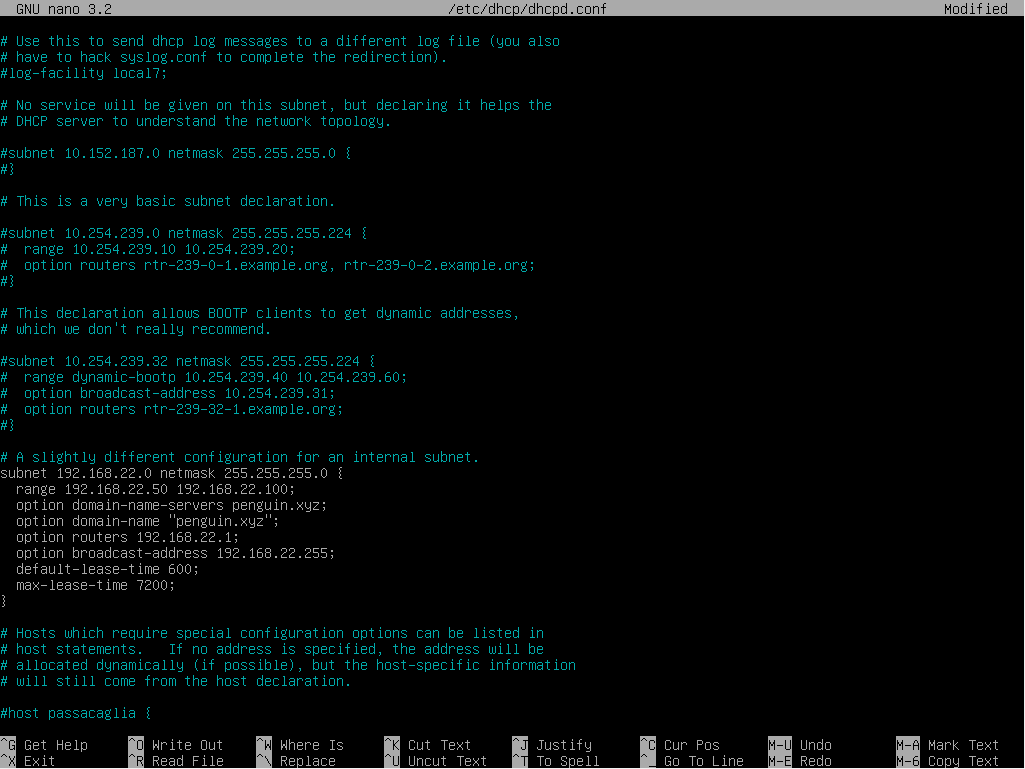 GNU nano 3.2 /etc/dhcp/dhcpd.conf Modified
# Use this to send dhcp log messages to a different log file (you also
# have to hack syslog.conf to complete the redirection).
#log-facility local7;
# No service will be given on this subnet, but declaring it helps the
# DHCP server to understand the network topology.
#subnet 10.152.187.0 netmask 255.255.255.0 {
#}
# This is a very basic subnet declaration.
#subnet 10.254.239.0 netmask 255.255.255.224 {
#  range 10.254.239.10 10.254.239.20;
#  option routers rtr-239-0-1.example.org, rtr-239-0-2.example.org;
#}
# This declaration allows BOOTP clients to get dynamic addresses,
# which we don't really recommend.
#subnet 10.254.239.32 netmask 255.255.255.224 {
#  range dynamic-bootp 10.254.239.40 10.254.239.60;
#  option broadcast-address 10.254.239.31;
#  option routers rtr-239-32-1.example.org;
#}
# A slightly different configuration for an internal subnet.
subnet 192.168.22.0 netmask 255.255.255.0 {
  range 192.168.22.50 192.168.22.100;
  option domain-name-servers penguin.xyz;
  option domain-name "penguin.xyz";
  option routers 192.168.22.1;
  option broadcast-address 192.168.22.255;
  default-lease-time 600;
  max-lease-time 7200;
}
# Hosts which require special configuration options can be listed in
# host statements.   If no address is specified, the address will be
# allocated dynamically (if possible), but the host-specific information
# will still come from the host declaration.
#host passacaglia {
^G Get Help ^O Write Out ^W Where Is ^K Cut Text ^J Justify ^C Cur Pos M-U Undo M-A Mark Text
^X Exit ^R Read File ^\ Replace ^U Uncut Text ^T To Spell ^_ Go To Line M-E Redo M-6 Copy Text